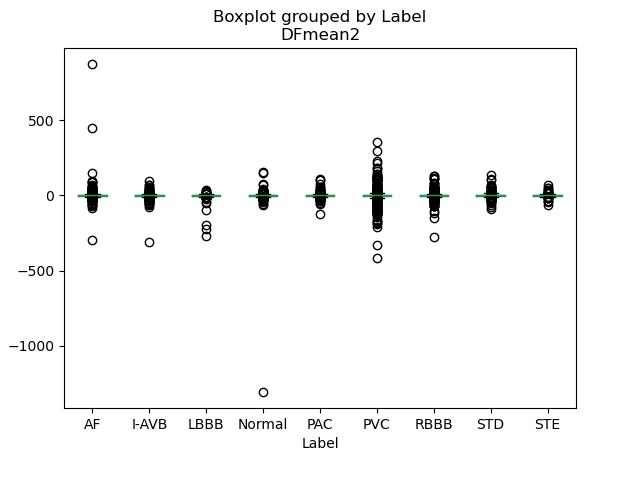 Boxplot grouped by Label
DFmean2
500
0
−500
−1000
AF I-AVB LBBB Normal PAC PVC RBBB STD STE
Label